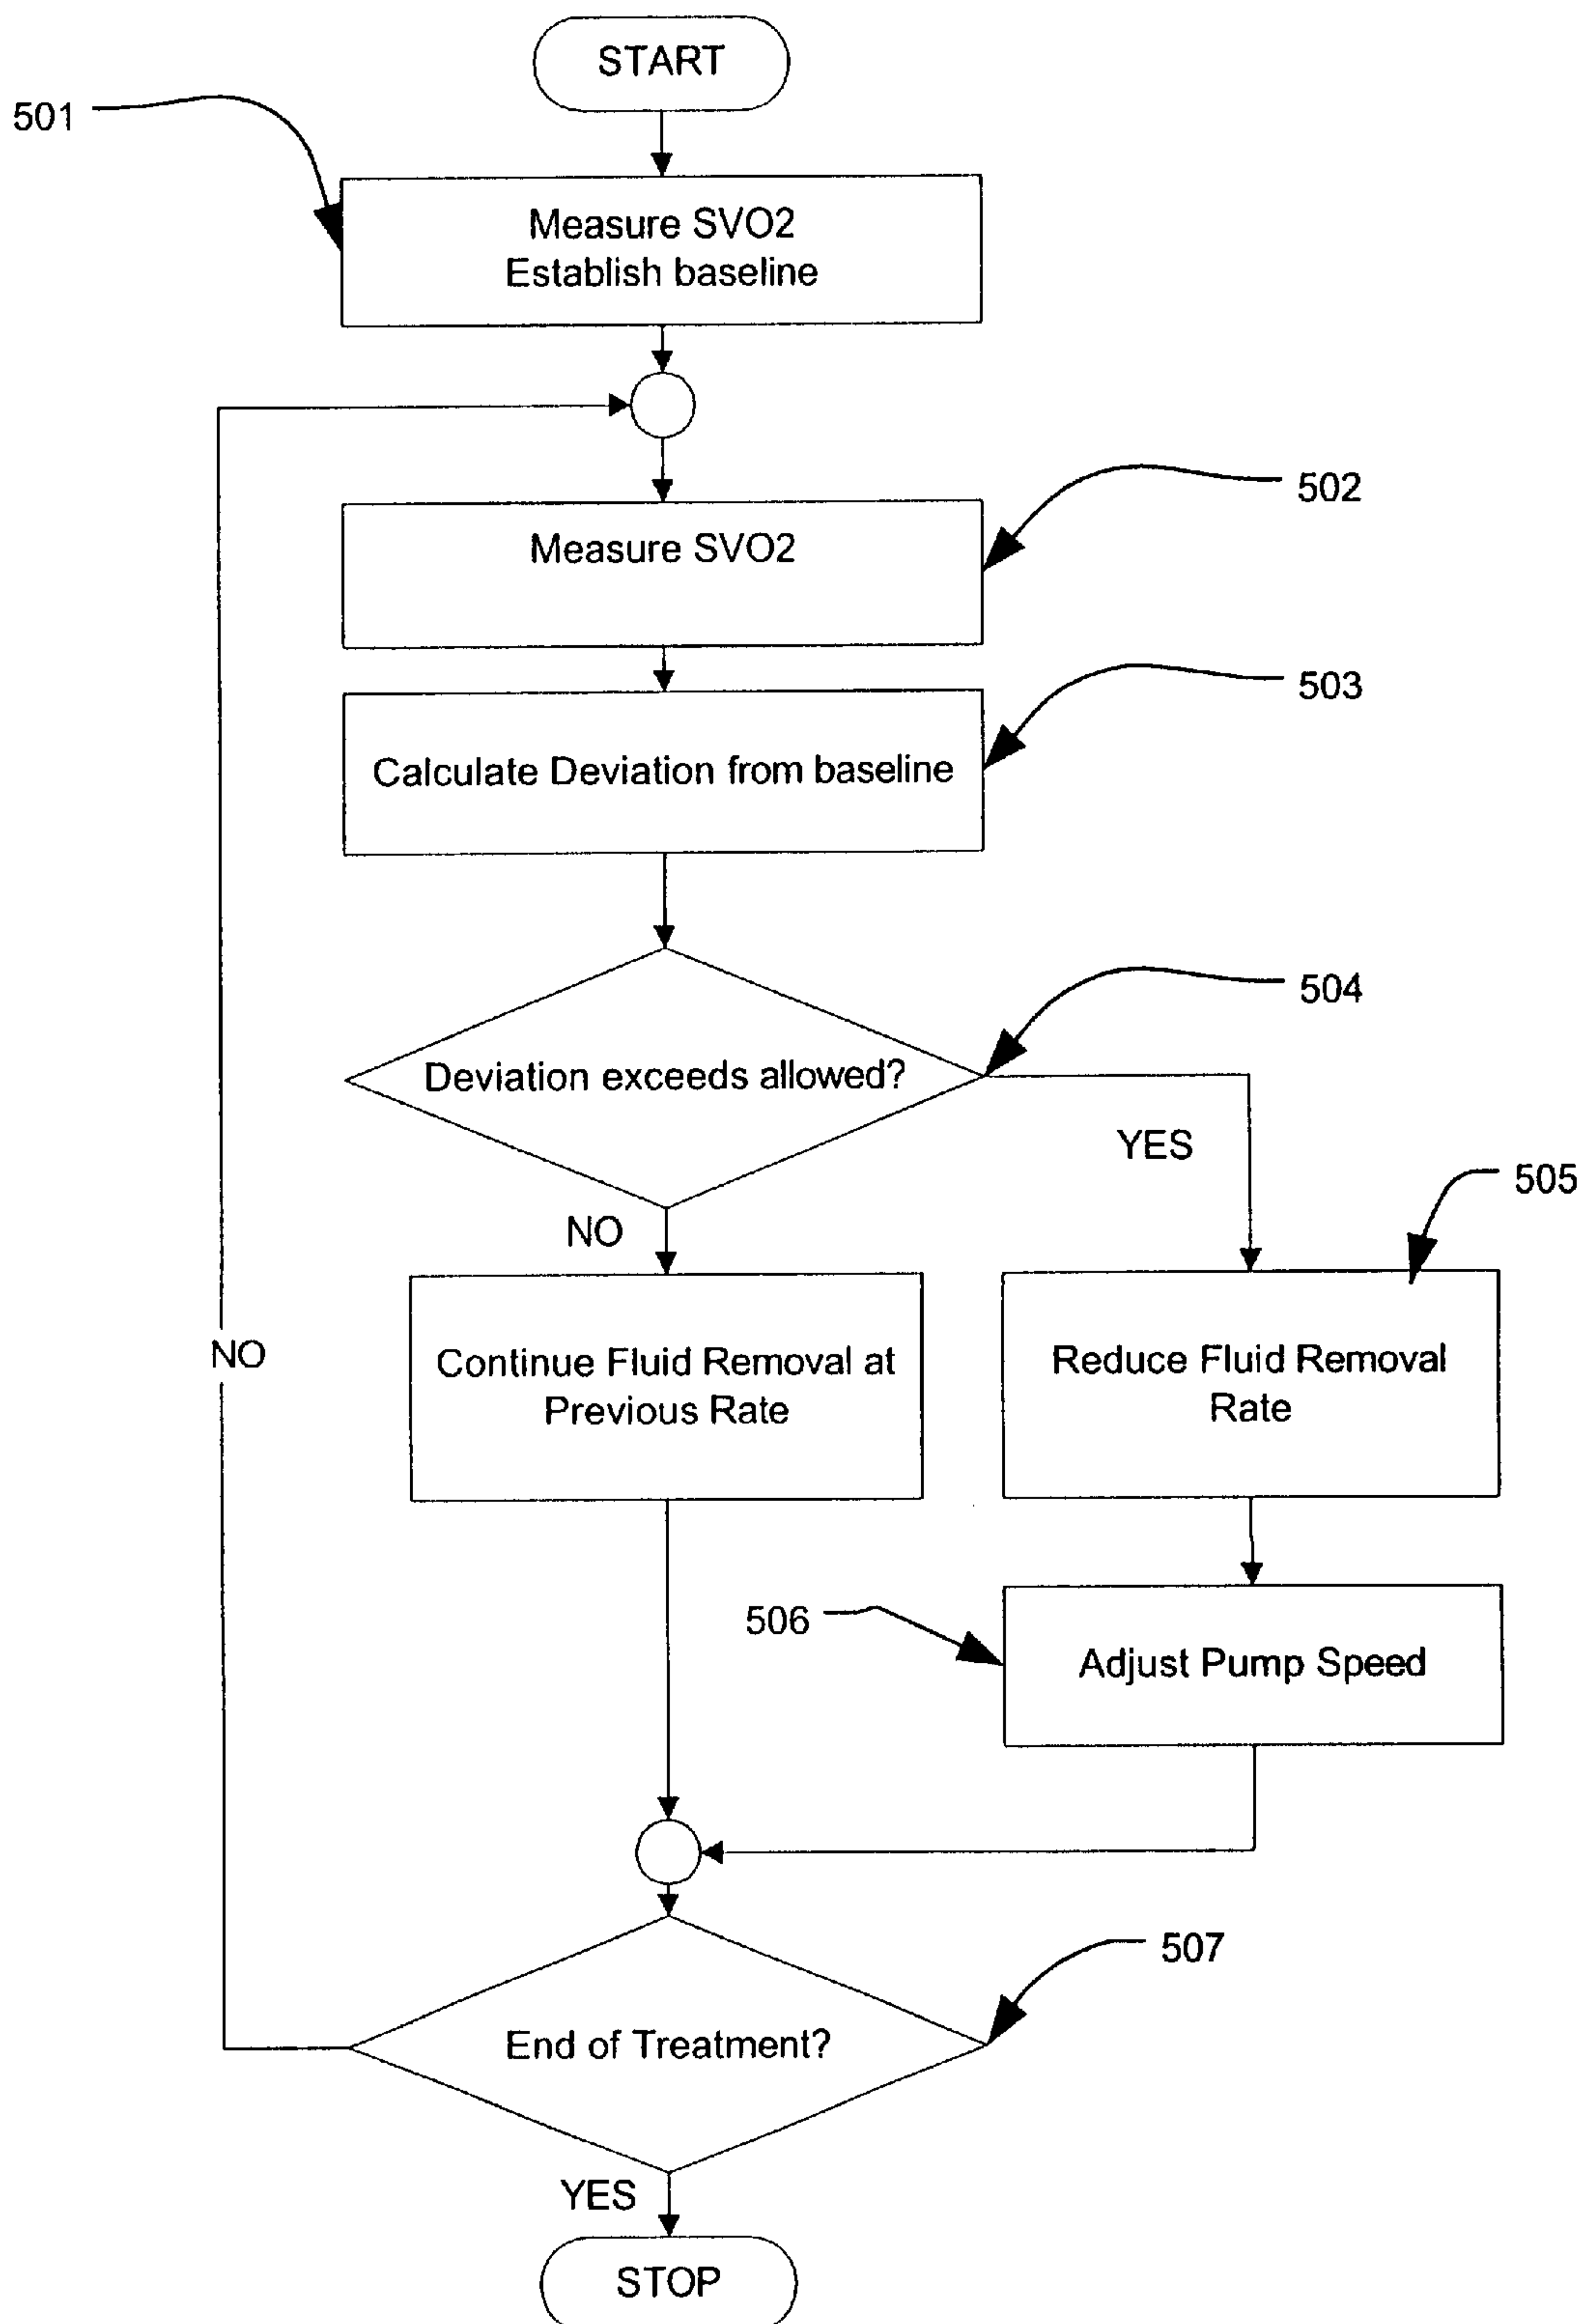 START
501
Measure SVO2
Establish baseline
502
Measure SVO2
503
Calculate Deviation from baseline
504
Deviation exceeds allowed?
YES
505
NO
NO
Continue Fluid Removal at
Previous Rate
Reduce Fluid Removal
Rate
506
Adjust Pump Speed
507
End of Treatment?
YES
STOP